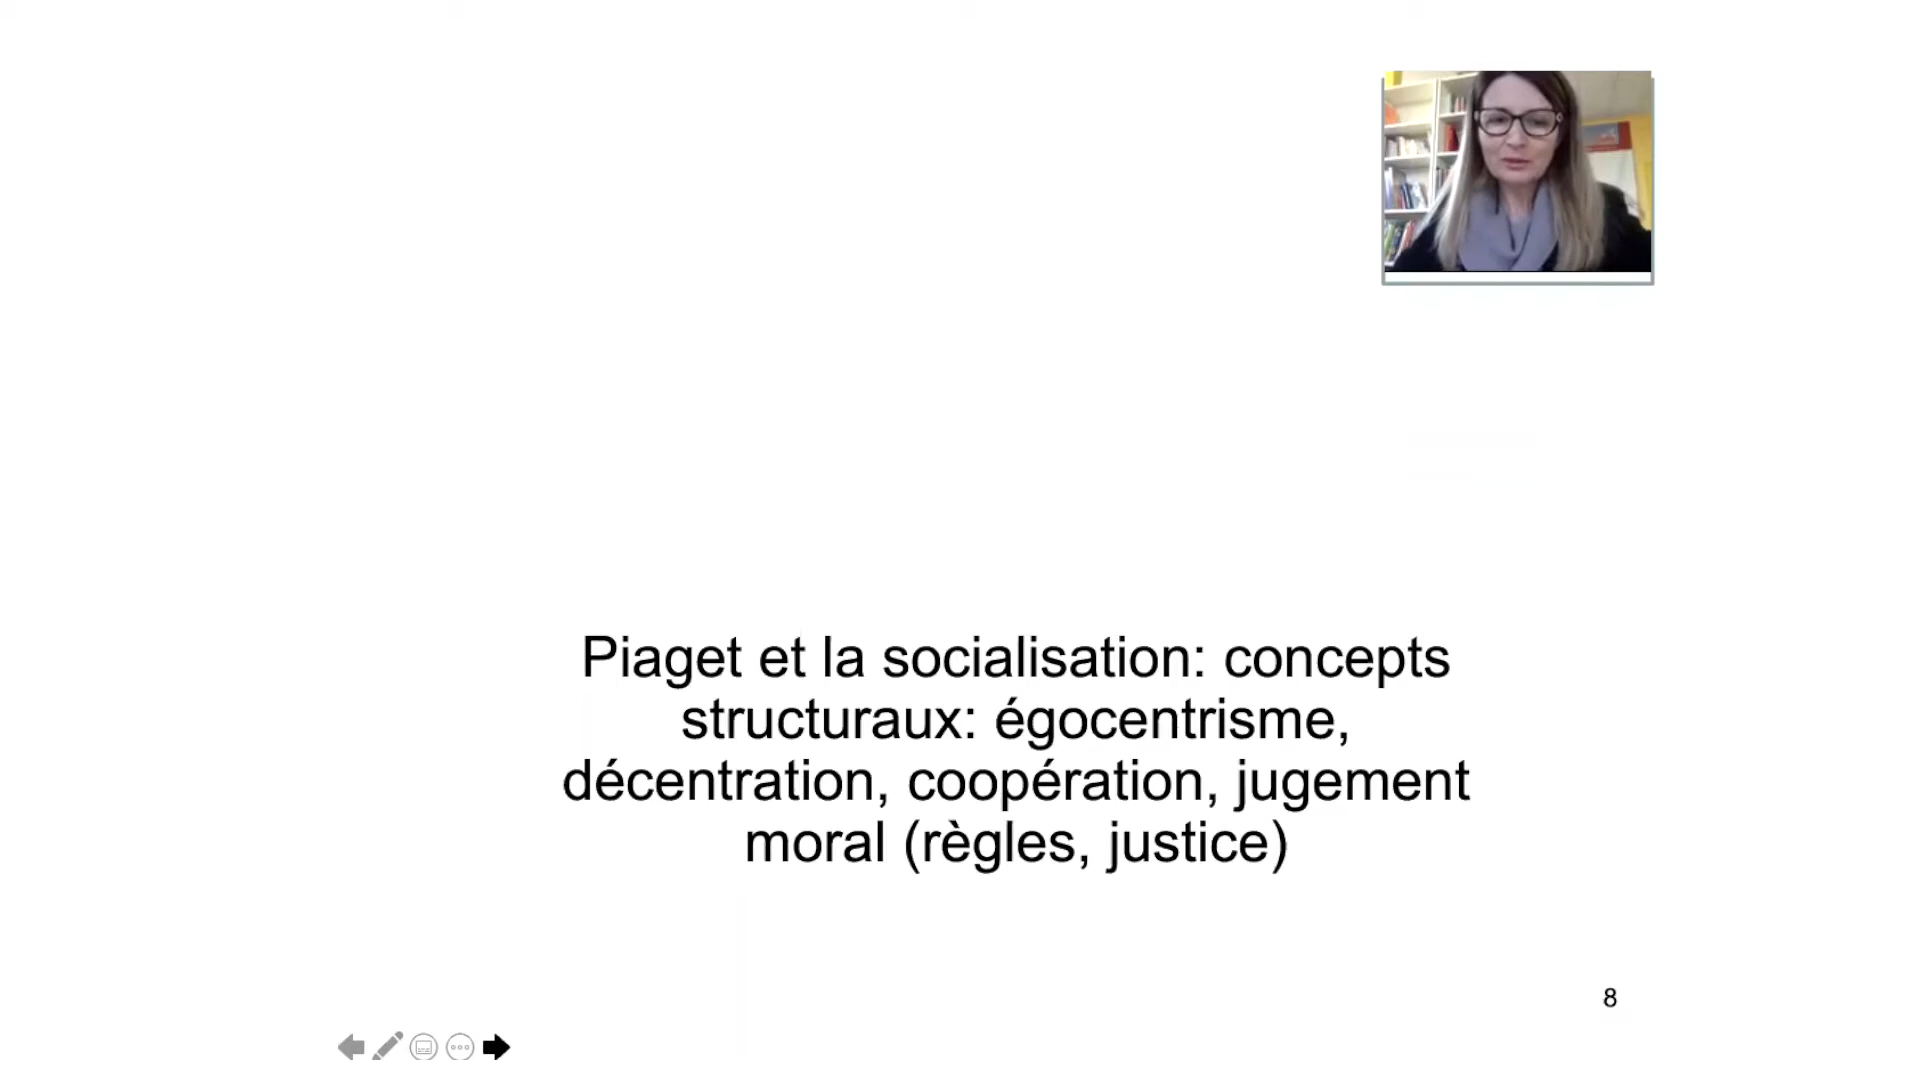 Piaget et la socialisation: concepts
structuraux: égocentrisme,
décentration, coopération, jugement
moral (règles, justice)
8